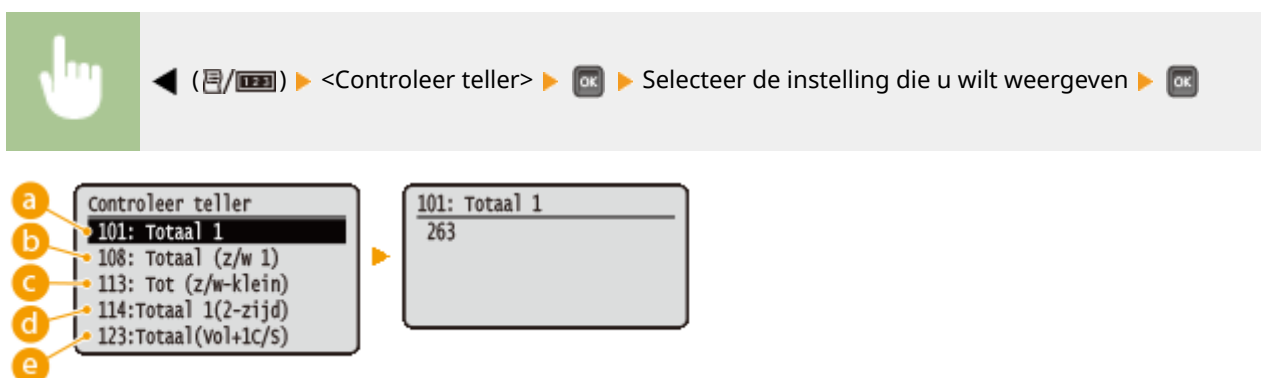 ◀ (/123) ▶ <Controleer teller> ▶ OK ▶ Selecteer de instelling die u wilt weergeven ▶ OK
a
b
c
d
e
Controleer teller
101: Totaal 1
108: Totaal (z/w 1)
113: Tot (z/w-klein)
114:Totaal 1(2-zijd)
123:Totaal(Vol+1C/S)
101: Totaal 1
263